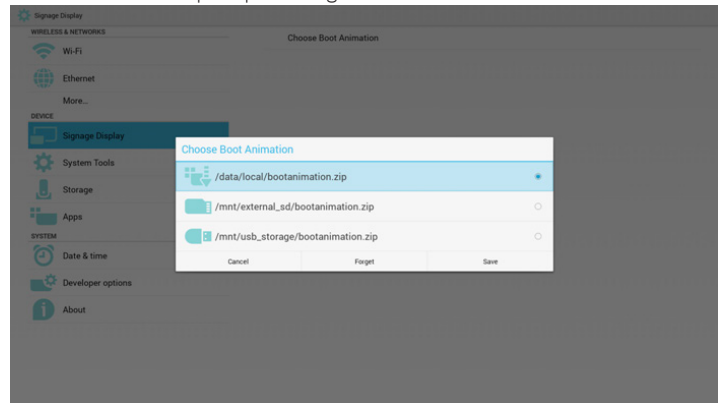 Signage Display
WIRELESS & NETWORKS
Choose Boot Animation
Wi-Fi
Ethernet
More...
DEVICE
Signage Display
System Tools
Storage
Apps
SYSTEM
Date & time
Developer options
About
Choose Boot Animation
/data/local/bootanimation.zip
/mnt/external_sd/bootanimation.zip
/mnt/usb_storage/bootanimation.zip
Cancel Forget Save